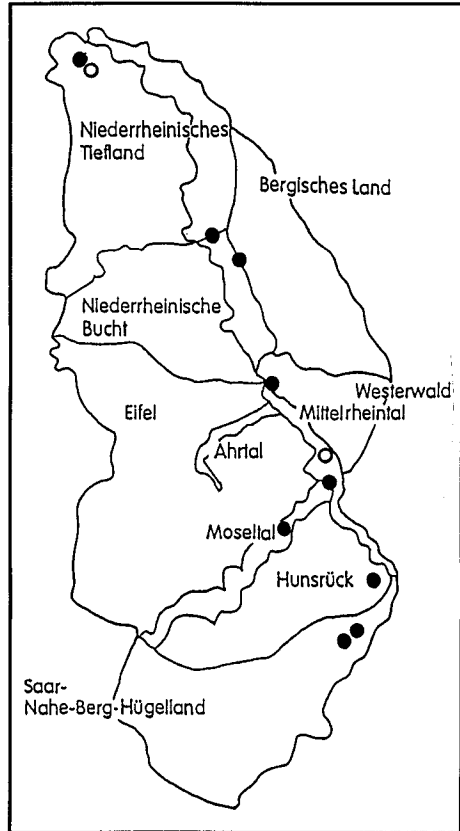 Niederrheinisches
Tiefland
Bergisches Land
Niederrheinische
Bucht
Westerwald
Eifel
Mittelrheintal
Ahrtal
Moseltal
Hunsrück
Saar-
Nahe-Berg-Hügelland